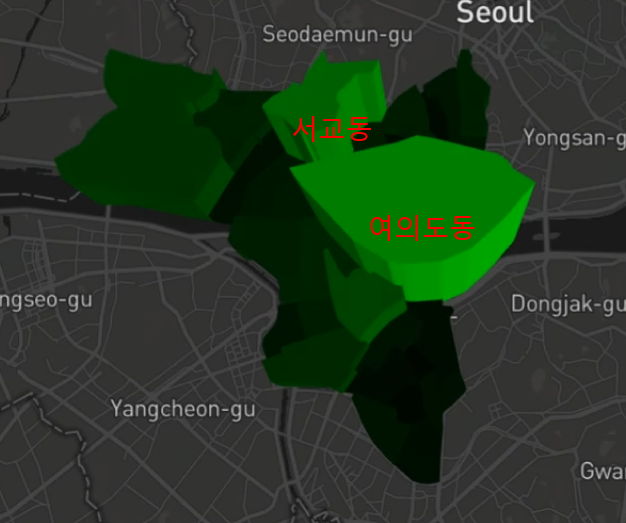 Seoul
Seodaemun-gu
서교동
Yongsan-g
여의도동
ngseo-gu
Dongjak-gu
Yangcheon-gu
Gwa